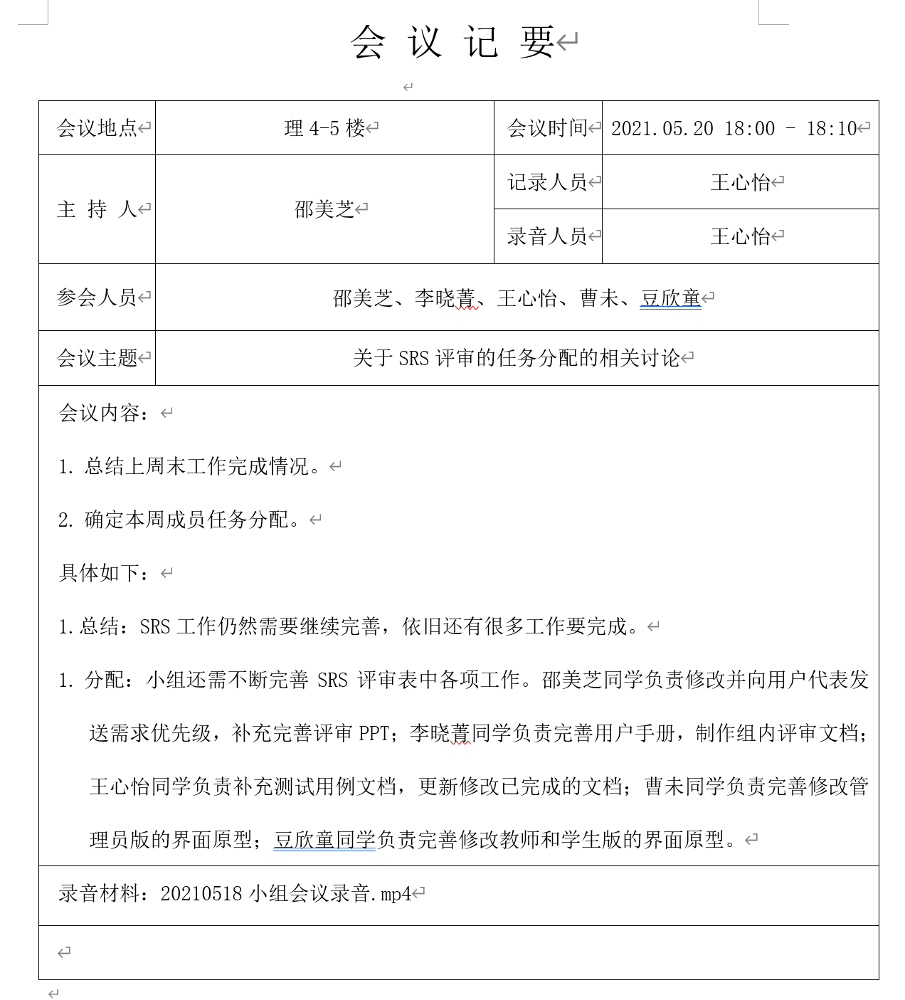 会 议 记 要
会议地点 理 4-5 楼 会议时间 2021.05.20 18:00 - 18:10
主 持 人 邵美芝 记录人员 王心怡
录音人员 王心怡
参会人员 邵美芝、李晓菁、王心怡、曹未、豆欣童
会议主题 关于 SRS 评审的任务分配的相关讨论
会议内容：
1. 总结上周末工作完成情况。
2. 确定本周成员任务分配。
具体如下：
1.总结：SRS 工作仍然需要继续完善，依旧还有很多工作要完成。
1. 分配：小组还需不断完善 SRS 评审表中各项工作。邵美芝同学负责修改并向用户代表发
送需求优先级，补充完善评审 PPT；李晓菁同学负责完善用户手册，制作组内评审文档；
王心怡同学负责补充测试用例文档，更新修改已完成的文档；曹未同学负责完善修改管
理员版的界面原型；豆欣童同学负责完善修改教师和学生版的界面原型。
录音材料：20210518 小组会议录音.mp4